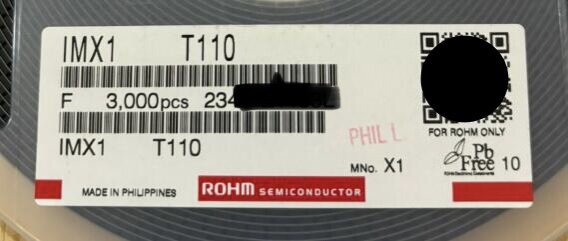 IMX1 T110
F 3,000pcs 234
IMX1 T110
PHIL L
FOR ROHM ONLY
Pb
Free 10
MNo. X1
MADE IN PHILIPPINES
ROHM SEMICONDUCTOR